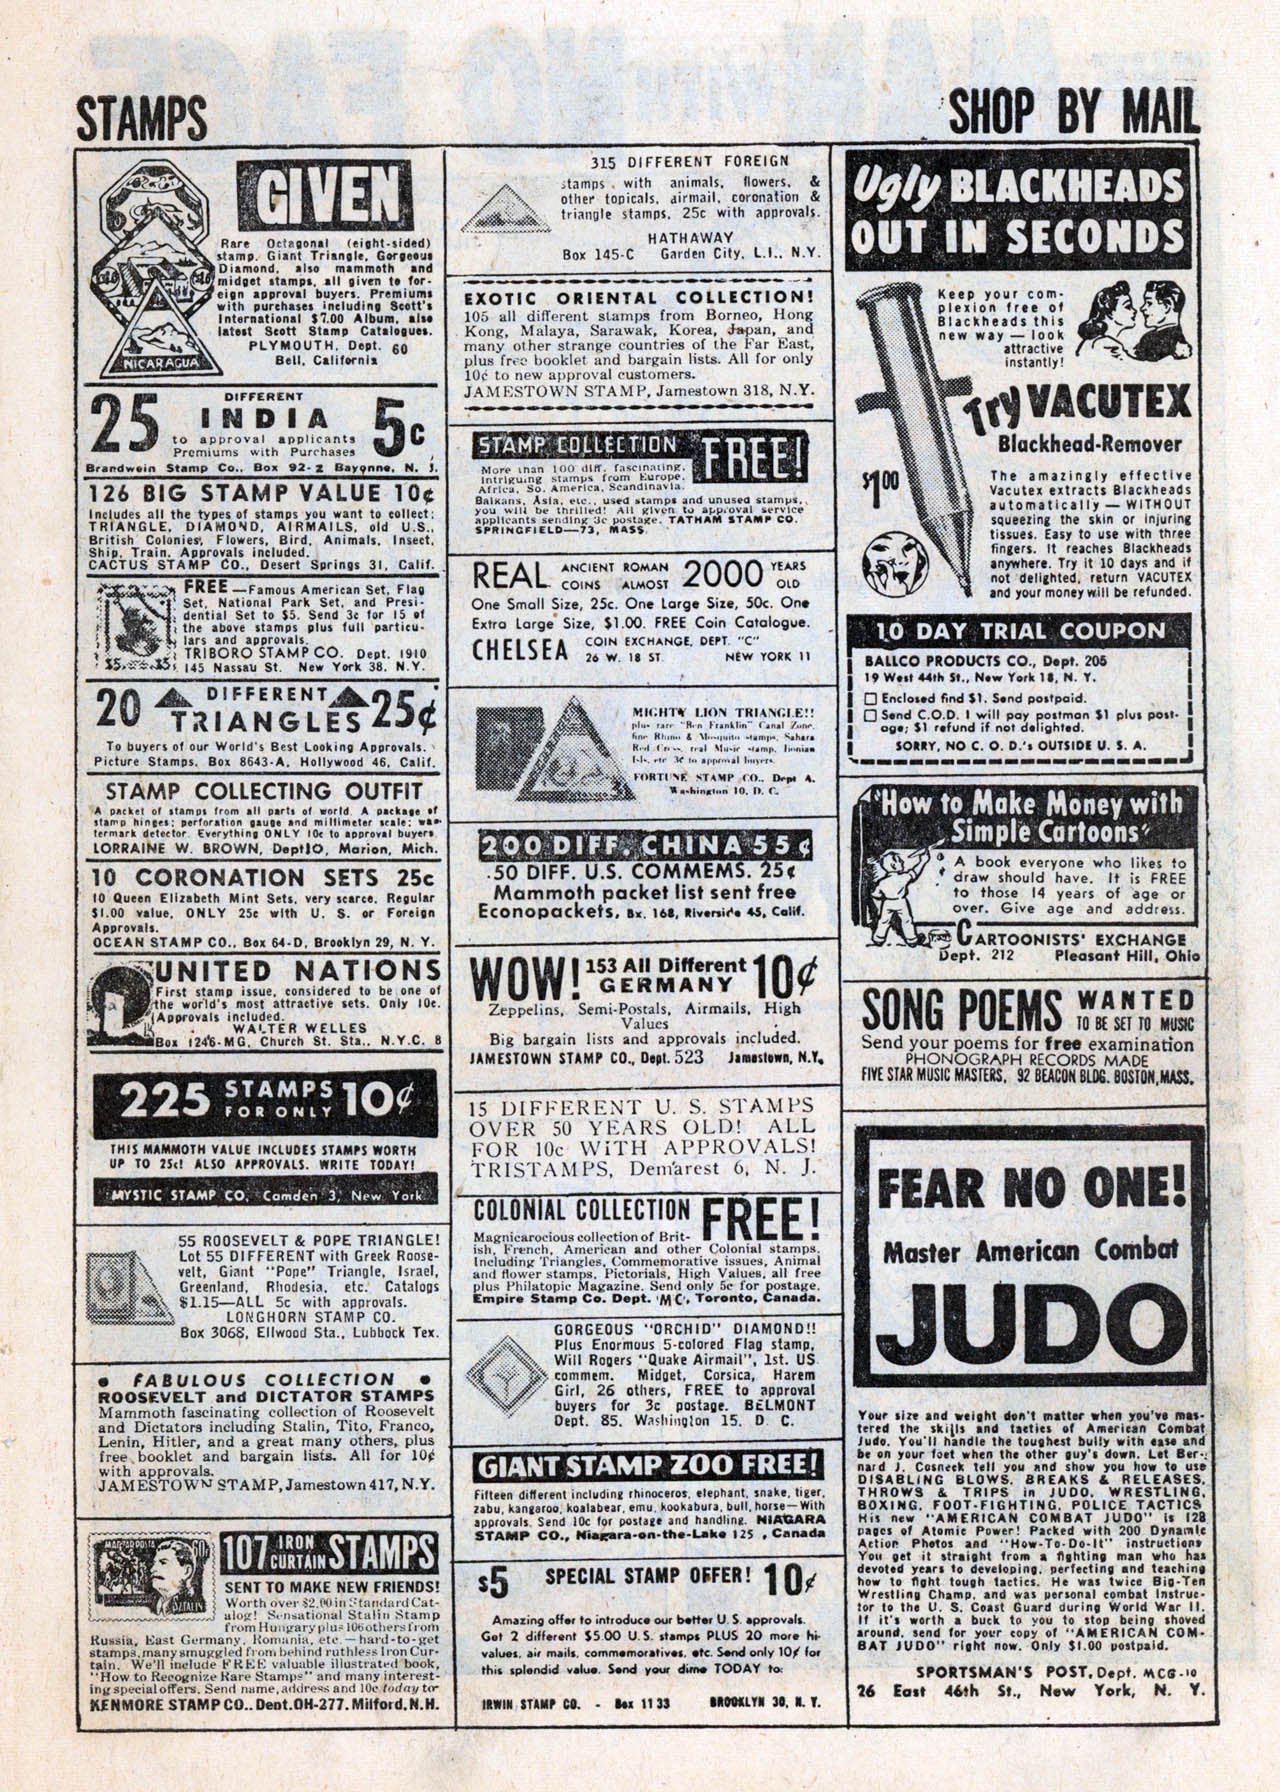 STAMPS
SHOP BY MAIL
GIVEN
Rare Octagonal (eight-sided)
stamp, Giant Triangle, Gorgeous
Diamond, also mammoth and
midget stamps, all given to for-
eign approval buyers. Premiums
with purchases including Scott's
International $7.00 Album, also
latest Scott Stamp Catalogues.
PLYMOUTH, Dept. 60
Bell, California
NICARAGUA
25 DIFFERENT INDIA 5c
to approval applicants
Premiums with Purchases
Brandwein Stamp Co., Box 92-Z Bayonne, N. J.
126 BIG STAMP VALUE 10¢
Includes all the types of stamps you want to collect;
TRIANGLE, DIAMOND, AIRMAILS, old U.S.,
British Colonies, Flowers, Bird, Animals, Insect,
Ship, Train. Approvals included.
CACTUS STAMP CO., Desert Springs 31, Calif.
FREE—Famous American Set, Flag
Set, National Park Set, and Presi-
dential Set to $5. Send 3c for 15 of
the above stamps plus full particu-
lars and approvals.
TRIBORO STAMP CO. Dept. 1910
145 Nassau St. New York 38, N.Y.
$5 $5
20 DIFFERENT TRIANGLES 25¢
To buyers of our World's Best Looking Approvals.
Picture Stamps, Box 8643-A, Hollywood 46, Calif.
STAMP COLLECTING OUTFIT
A packet of stamps from all parts of world. A package of
stamp hinges; perforation gauge and millimeter scale; wa-
termark detector. Everything ONLY 10c to approval buyers.
LORRAINE W. BROWN, Dept1O, Marion, Mich.
10 CORONATION SETS 25c
10 Queen Elizabeth Mint Sets, very scarce. Regular
$1.00 value, ONLY 25c with U. S. or Foreign
Approvals.
OCEAN STAMP CO., Box 64-D, Brooklyn 29, N. Y.
UNITED NATIONS
First stamp issue, considered to be one of
the world's most attractive sets. Only 10c.
Approvals included.
WALTER WELLES
Box 1246-MG, Church St. Sta., N.Y.C. 8
225 STAMPS FOR ONLY 10¢
THIS MAMMOTH VALUE INCLUDES STAMPS WORTH
UP TO 25c! ALSO APPROVALS. WRITE TODAY!
MYSTIC STAMP CO, Camden 3, New York
55 ROOSEVELT & POPE TRIANGLE!
Lot 55 DIFFERENT with Greek Roose-
velt, Giant "Pope" Triangle, Israel,
Greenland, Rhodesia, etc. Catalogs
$1.15—ALL 5c with approvals.
LONGHORN STAMP CO.
Box 3068, Ellwood Sta., Lubbock Tex.
• FABULOUS COLLECTION •
ROOSEVELT and DICTATOR STAMPS
Mammoth fascinating collection of Roosevelt
and Dictators including Stalin, Tito, Franco,
Lenin, Hitler, and a great many others, plus
free booklet and bargain lists. All for 10¢
with approvals.
JAMESTOWN STAMP, Jamestown 417, N.Y.
MAGYAR POSTA 60f
SZTALIN
107 IRON CURTAIN STAMPS
SENT TO MAKE NEW FRIENDS!
Worth over $2.00 in Standard Cat-
alog! Sensational Stalin Stamp
from Hungary plus 106 others from
Russia, East Germany, Romania, etc.—hard-to-get
stamps, many smuggled from behind ruthless Iron Cur-
tain. We'll include FREE valuable illustrated book,
"How to Recognize Rare Stamps" and many interest-
ing special offers. Send name, address and 10c today to:
KENMORE STAMP CO., Dept. OH-277, Milford, N.H.
315 DIFFERENT FOREIGN
stamps with animals, flowers, &
other topicals, airmail, coronation &
triangle stamps, 25c with approvals.
HATHAWAY
Box 145-C Garden City, L.I., N.Y.
EXOTIC ORIENTAL COLLECTION!
105 all different stamps from Borneo, Hong
Kong, Malaya, Sarawak, Korea, Japan, and
many other strange countries of the Far East,
plus free booklet and bargain lists. All for only
10¢ to new approval customers.
JAMESTOWN STAMP, Jamestown 318, N.Y.
STAMP COLLECTION FREE!
More than 100 diff. fascinating,
intriguing stamps from Europe,
Africa, So. America, Scandinavia,
Balkans, Asia, etc., used stamps and unused stamps,
you will be thrilled! All given to approval service
applicants sending 3c postage. TATHAM STAMP CO.
SPRINGFIELD—73, MASS.
REAL ANCIENT ROMAN COINS ALMOST 2000 YEARS OLD
One Small Size, 25c. One Large Size, 50c. One
Extra Large Size, $1.00. FREE Coin Catalogue.
CHELSEA COIN EXCHANGE, DEPT. "C"
26 W. 18 ST. NEW YORK 11
MIGHTY LION TRIANGLE!!
plus rare "Ben Franklin" Canal Zone,
fine Rhino & Mosquito stamps, Sahara
Red Cross, real Music stamp, Ionian
Isls, etc 3¢ to approval buyers.
FORTUNE STAMP CO., Dept A.
Washington 10, D. C.
200 DIFF. CHINA 55¢
50 DIFF. U.S. COMMEMS. 25¢
Mammoth packet list sent free
Econopackets, Bx. 168, Riverside 45, Calif.
WOW! 153 All Different GERMANY 10¢
Zeppelins, Semi-Postals, Airmails, High
Values
Big bargain lists and approvals included.
JAMESTOWN STAMP CO., Dept. 523 Jamestown, N.Y.
15 DIFFERENT U. S. STAMPS
OVER 50 YEARS OLD! ALL
FOR 10c WITH APPROVALS!
TRISTAMPS, Demarest 6, N. J.
COLONIAL COLLECTION FREE!
Magnicarocious collection of Brit-
ish, French, American and other Colonial stamps.
Including Triangles, Commemorative issues, Animal
and flower stamps, Pictorials, High Values, all free
plus Philatopic Magazine. Send only 5c for postage.
Empire Stamp Co. Dept. MC, Toronto, Canada.
GORGEOUS "ORCHID" DIAMOND!!
Plus Enormous 5-colored Flag stamp,
Will Rogers "Quake Airmail", 1st. US
commem. Midget, Corsica, Harem
Girl, 26 others, FREE to approval
buyers for 3c postage. BELMONT
Dept. 85, Washington 15, D. C.
GIANT STAMP ZOO FREE!
Fifteen different including rhinoceros, elephant, snake, tiger,
zabu, kangaroo, koalabear, emu, kookabura, bull, horse—With
approvals. Send 10c for postage and handling. NIAGARA
STAMP CO., Niagara-on-the-Lake 125, Canada
$5 SPECIAL STAMP OFFER! 10¢
Amazing offer to introduce our better U.S. approvals.
Get 2 different $5.00 U.S. stamps PLUS 20 more hi-
values, air mails, commemoratives, etc. Send only 10¢ for
this splendid value. Send your dime TODAY to:
IRWIN STAMP CO. - Box 1133 BROOKLYN 30, N. Y.
Ugly BLACKHEADS
OUT IN SECONDS
Keep your com-
plexion free of
Blackheads this
new way — look
attractive
instantly!
Try VACUTEX
Blackhead-Remover
$1.00
The amazingly effective
Vacutex extracts Blackheads
automatically — WITHOUT
squeezing the skin or injuring
tissues. Easy to use with three
fingers. It reaches Blackheads
anywhere. Try it 10 days and if
not delighted, return VACUTEX
and your money will be refunded.
10 DAY TRIAL COUPON
BALLCO PRODUCTS CO., Dept. 205
19 West 44th St., New York 18, N. Y.
☐ Enclosed find $1. Send postpaid.
☐ Send C.O.D. I will pay postman $1 plus post-
age; $1 refund if not delighted.
SORRY, NO C. O. D.'s OUTSIDE U. S. A.
"How to Make Money with
Simple Cartoons"
A book everyone who likes to
draw should have. It is FREE
to those 14 years of age or
over. Give age and address.
CARTOONISTS' EXCHANGE
Dept. 212 Pleasant Hill, Ohio
SONG POEMS WANTED
TO BE SET TO MUSIC
Send your poems for free examination
PHONOGRAPH RECORDS MADE
FIVE STAR MUSIC MASTERS, 92 BEACON BLDG. BOSTON, MASS.
FEAR NO ONE!
Master American Combat
JUDO
Your size and weight don't matter when you've mas-
tered the skills and tactics of American Combat
Judo. You'll handle the toughest bully with ease and
be on your feet when the other guy's down. Let Ber-
nard J. Cosneck tell you and show you how to use
DISABLING BLOWS, BREAKS & RELEASES,
THROWS & TRIPS in JUDO, WRESTLING,
BOXING, FOOT-FIGHTING, POLICE TACTICS
His new "AMERICAN COMBAT JUDO" is 128
pages of Atomic Power! Packed with 200 Dynamic
Action Photos and "How-To-Do-It" instructions
You get it straight from a fighting man who has
devoted years to developing, perfecting and teaching
how to fight tough tactics. He was twice Big-Ten
Wrestling Champ, and was personal combat Instruc-
tor to the U. S. Coast Guard during World War II.
If it's worth a buck to you to stop being shoved
around, send for your copy of "AMERICAN COM-
BAT JUDO" right now. Only $1.00 postpaid.
SPORTSMAN'S POST, Dept. MCG-10
26 East 46th St., New York, N. Y.